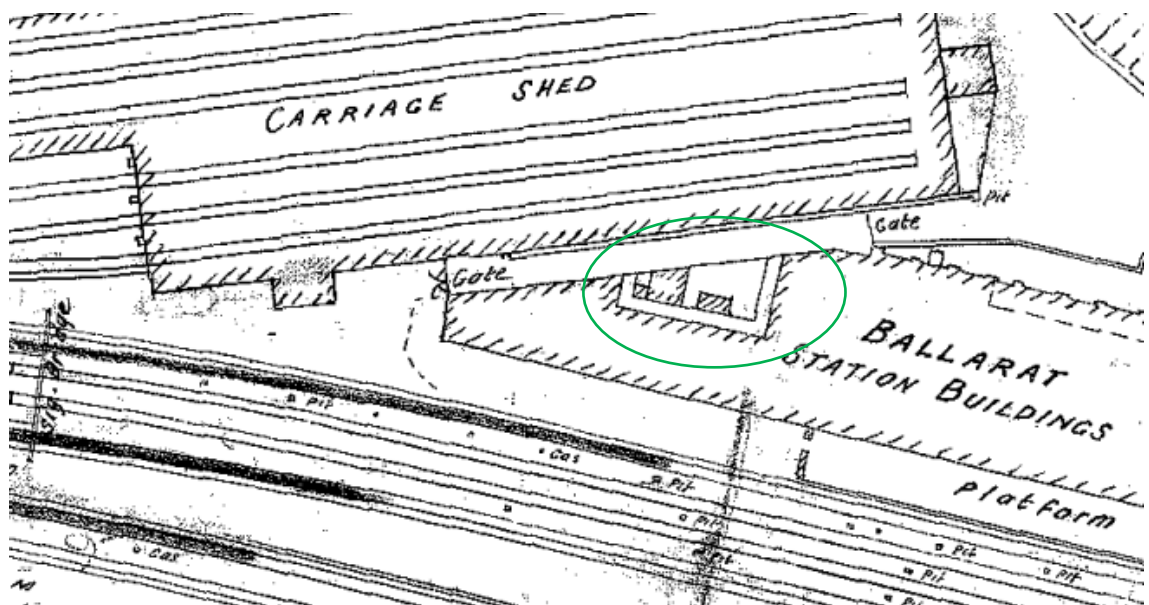 CARRIAGE SHED
Pit
Gate
Gate
BALLARAT
STATION BUILDINGS
Platform
Pit
Gas
Pit
Pit
Pit
Pit
Pit
Pit
Pit
Gas